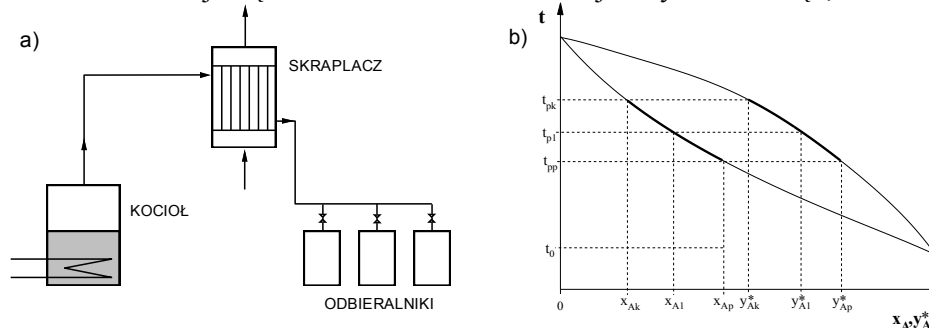 a)
SKRAPLACZ
KOCIOŁ
ODBIERALNIKI
b)
t
t_pk
t_p1
t_pp
t_0
0 x_Ak x_A1 x_Ap y*_Ak y*_A1 y*_Ap
x_A,y*_A